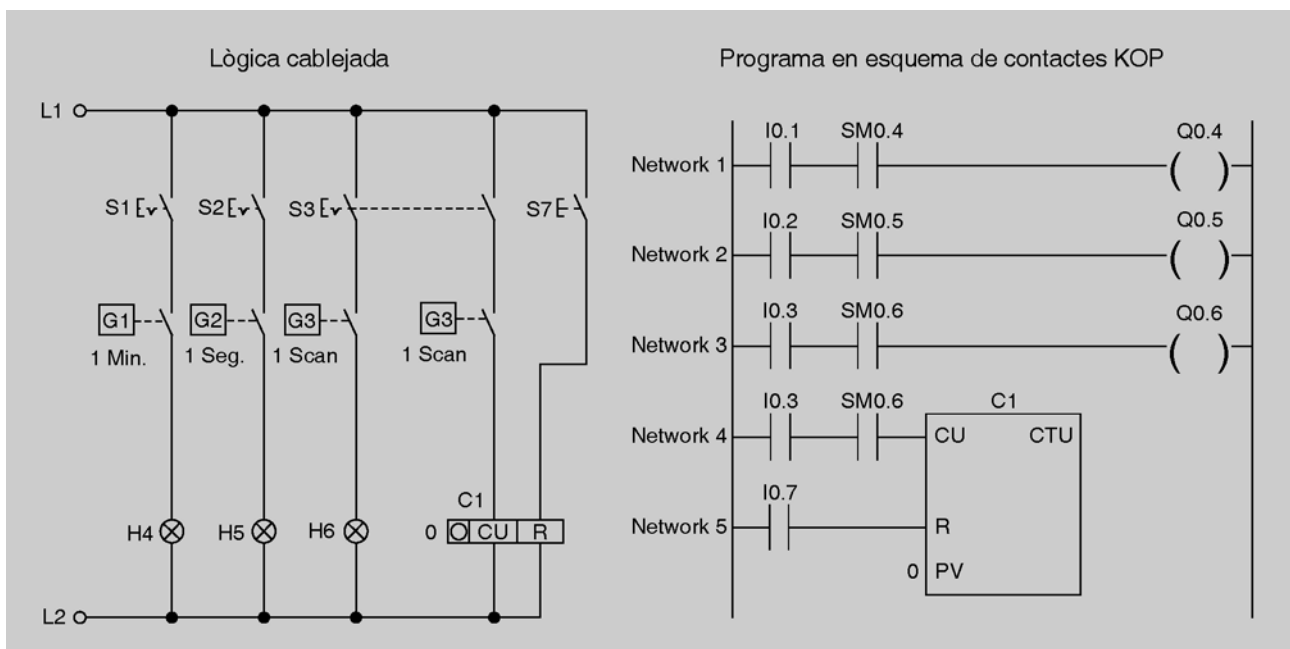 Lògica cablejada
L1
S1 S2 S3 S7
G1 G2 G3 G3
1 Min. 1 Seg. 1 Scan 1 Scan
C1
H4 H5 H6 0 CU R
L2
Programa en esquema de contactes KOP
I0.1 SM0.4 Q0.4
Network 1
I0.2 SM0.5 Q0.5
Network 2
I0.3 SM0.6 Q0.6
Network 3
I0.3 SM0.6 C1
Network 4 CU CTU
I0.7
Network 5 R
0 PV